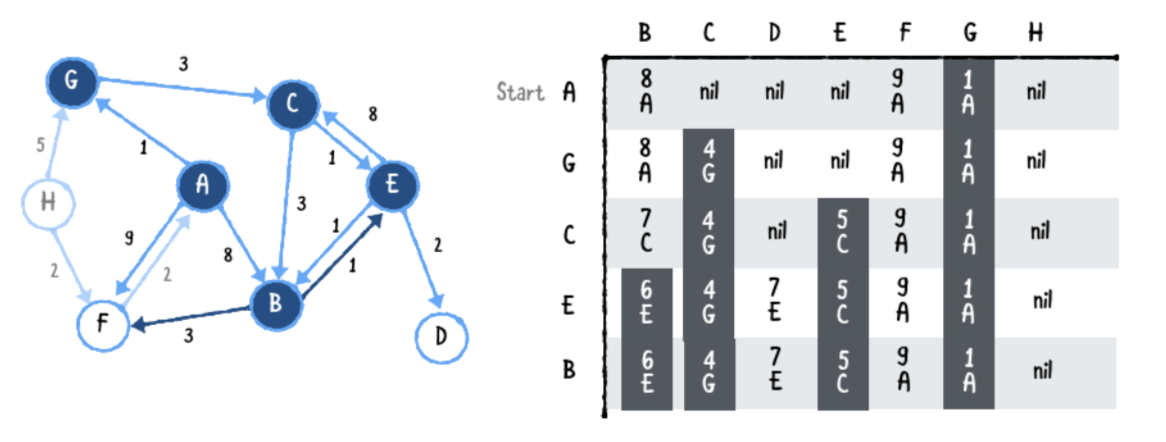 G
3
C
8
5
1
1
H
A
E
3
1
9
2
8
1
2
2
B
F
3
D
B C D E F G H
Start A 8 A nil nil nil 9 A 1 A nil
G 8 A 4 G nil nil 9 A 1 A nil
C 7 C 4 G nil 5 C 9 A 1 A nil
E 6 E 4 G 7 E 5 C 9 A 1 A nil
B 6 E 4 G 7 E 5 C 9 A 1 A nil